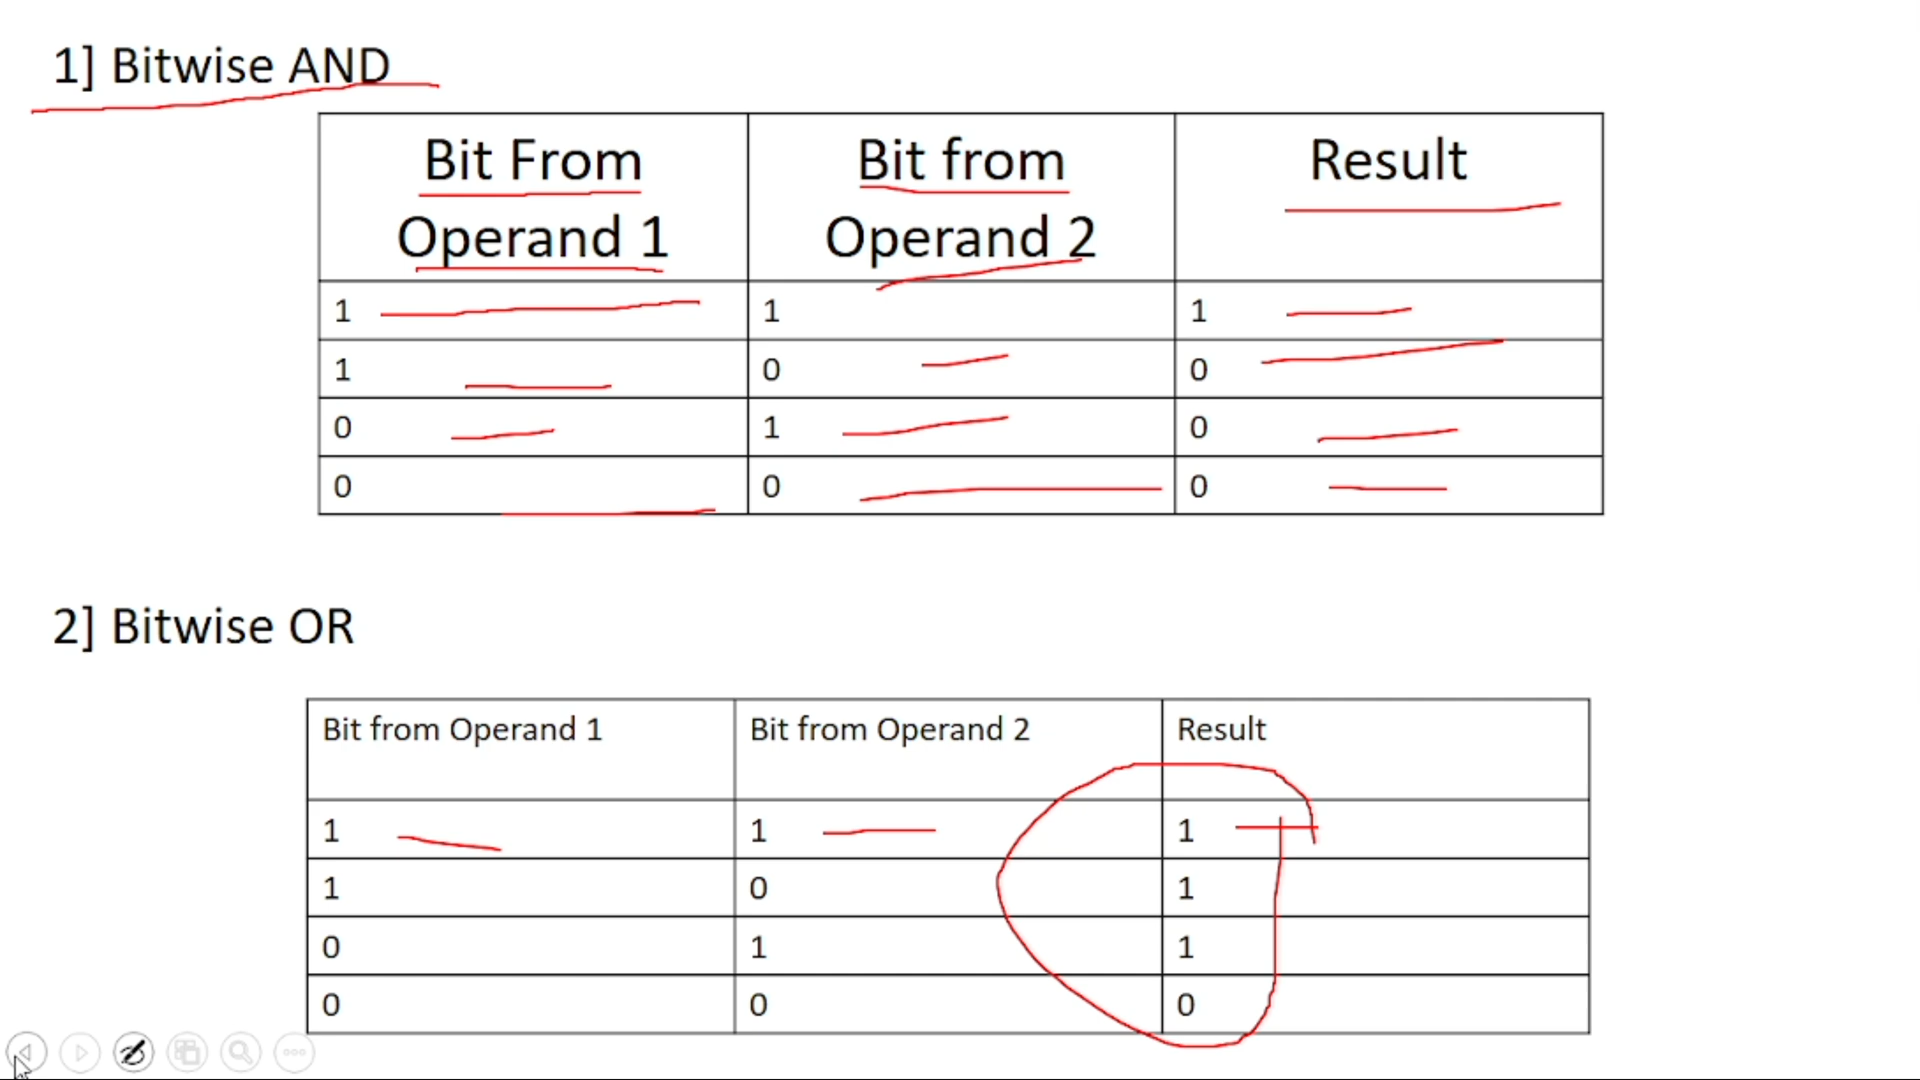 1] Bitwise AND
Bit From Operand 1 Bit from Operand 2 Result
1 1 1
1 0 0
0 1 0
0 0 0
2] Bitwise OR
Bit from Operand 1 Bit from Operand 2 Result
1 1 1
1 0 1
0 1 1
0 0 0